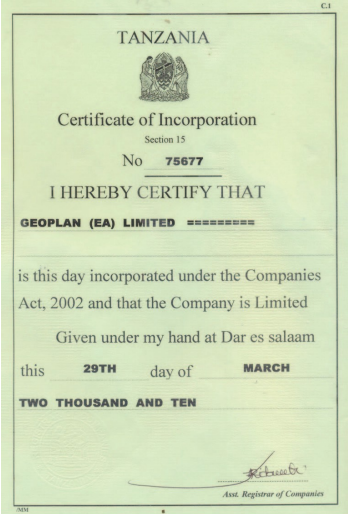 C.1
TANZANIA
Certificate of Incorporation
Section 15
No 75677
I HEREBY CERTIFY THAT
GEOPLAN (EA) LIMITED =========
is this day incorporated under the Companies
Act, 2002 and that the Company is Limited
Given under my hand at Dar es salaam
this 29TH day of MARCH
TWO THOUSAND AND TEN
Asst. Registrar of Companies
/MM